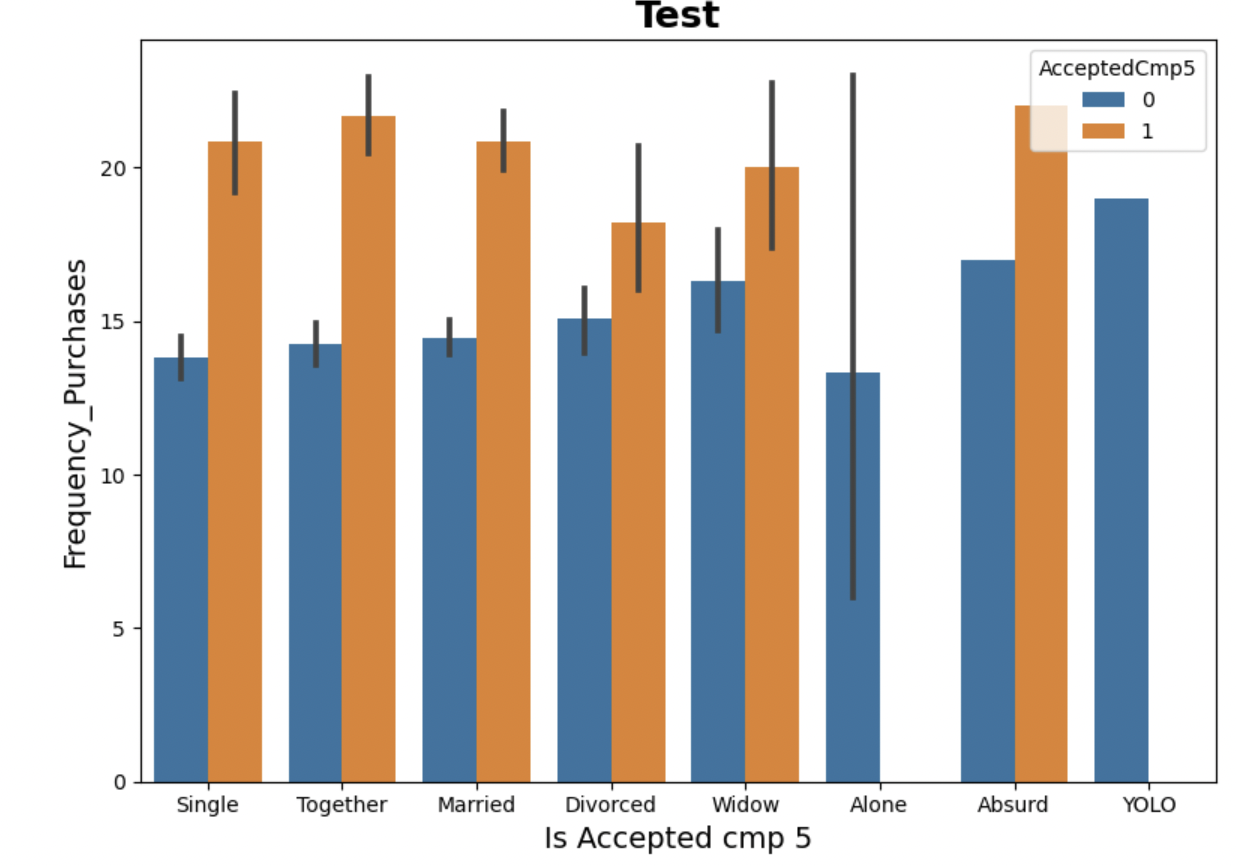 Test
AcceptedCmp5
0
1
20
15
10
5
0
Frequency_Purchases
Single Together Married Divorced Widow Alone Absurd YOLO
Is Accepted cmp 5